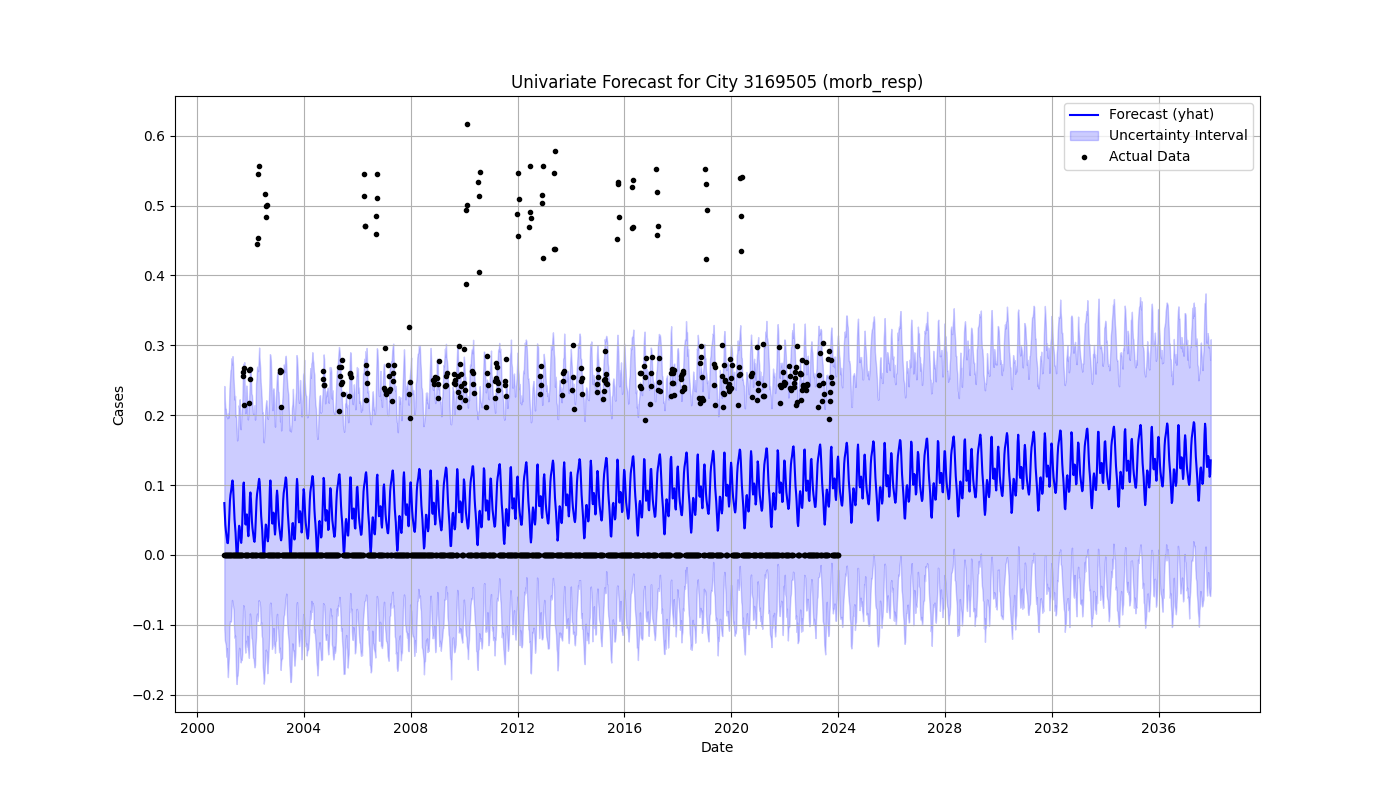 Univariate Forecast for City 3169505 (morb_resp)
Forecast (yhat)
Uncertainty Interval
Actual Data
Cases
0.6
0.5
0.4
0.3
0.2
0.1
0.0
−0.1
−0.2
2000 2004 2008 2012 2016 2020 2024 2028 2032 2036
Date